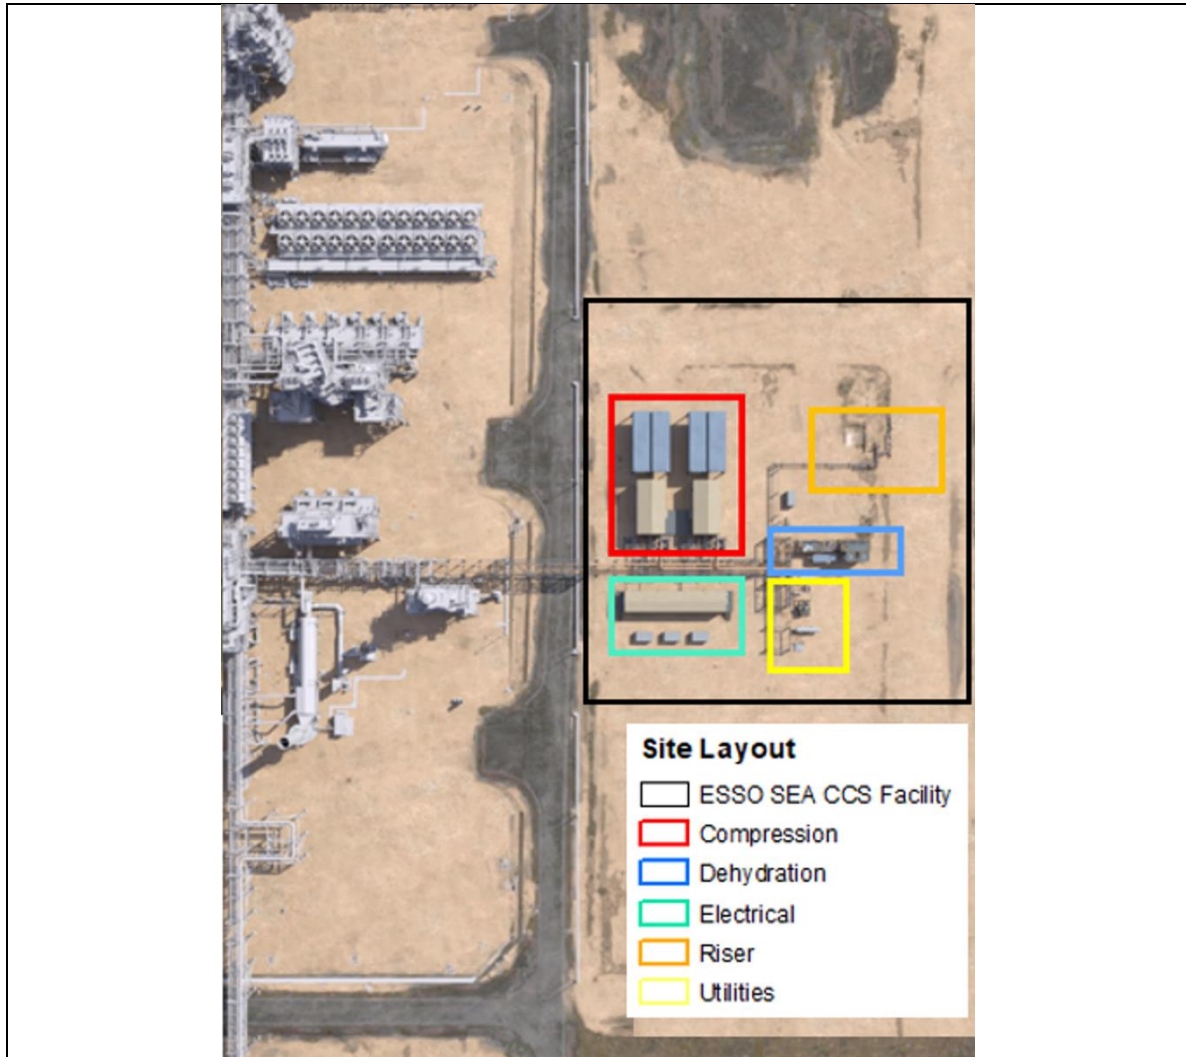 Site Layout
ESSO SEA CCS Facility
Compression
Dehydration
Electrical
Riser
Utilities